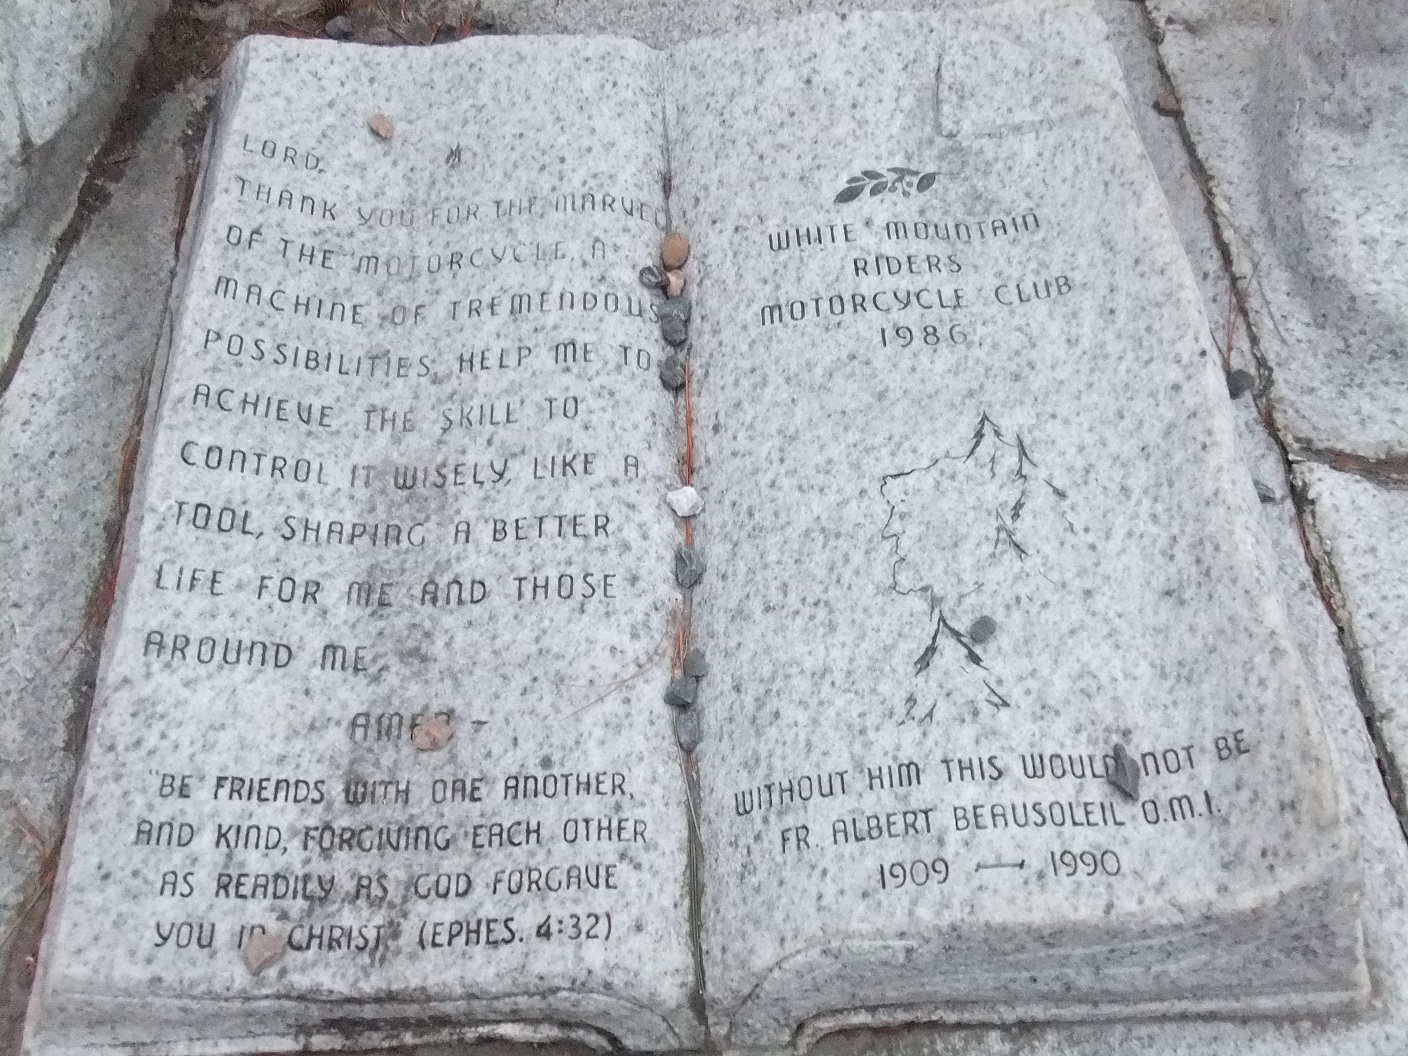 LORD,
THANK YOU FOR THE MARVEL
OF THE MOTORCYCLE, A
MACHINE OF TREMENDOUS
POSSIBILITIES. HELP ME TO
ACHIEVE THE SKILL TO
CONTROL IT WISELY, LIKE A
TOOL, SHAPING A BETTER
LIFE FOR ME AND THOSE
AROUND ME.
AMEN -
"BE FRIENDS WITH ONE ANOTHER,
AND KIND, FORGIVING EACH OTHER
AS READILY AS GOD FORGAVE
YOU IN CHRIST" (EPHES. 4:32)
WHITE MOUNTAIN
RIDERS
MOTORCYCLE CLUB
1986
WITHOUT HIM THIS WOULD NOT BE
FR. ALBERT BEAUSOLEIL O.M.I.
1909 — 1990